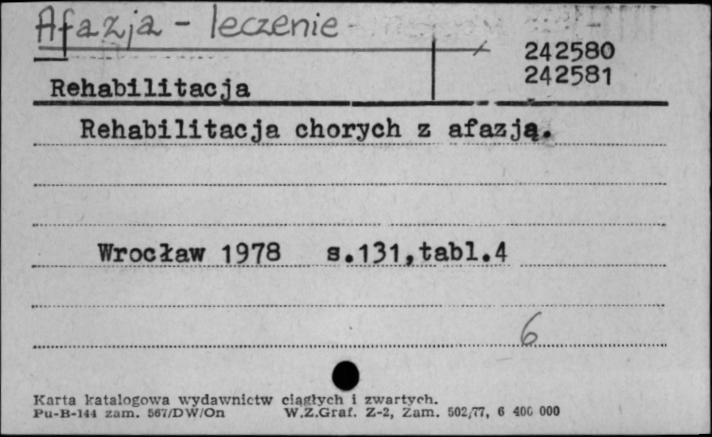 Afazja - leczenie
242580
242581
Rehabilitacja
Rehabilitacja chorych z afazją.
Wrocław 1978 s.131,tabl.4
6
Karta katalogowa wydawnictw ciągłych i zwartych.
Pu-B-144 zam. 567/DW/On W.Z.Graf. Z-2, Zam. 502/77, 6 400 000